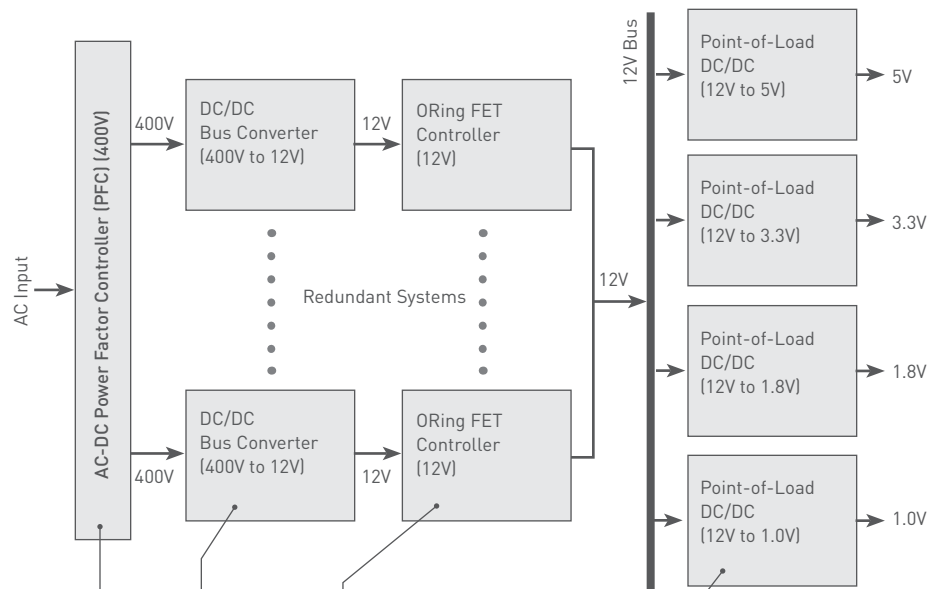 AC Input
AC-DC Power Factor Controller (PFC) (400V)
400V
DC/DC
Bus Converter
(400V to 12V)
12V
ORing FET
Controller
(12V)
Redundant Systems
400V
DC/DC
Bus Converter
(400V to 12V)
12V
ORing FET
Controller
(12V)
12V
12V Bus
Point-of-Load
DC/DC
(12V to 5V)
5V
Point-of-Load
DC/DC
(12V to 3.3V)
3.3V
Point-of-Load
DC/DC
(12V to 1.8V)
1.8V
Point-of-Load
DC/DC
(12V to 1.0V)
1.0V